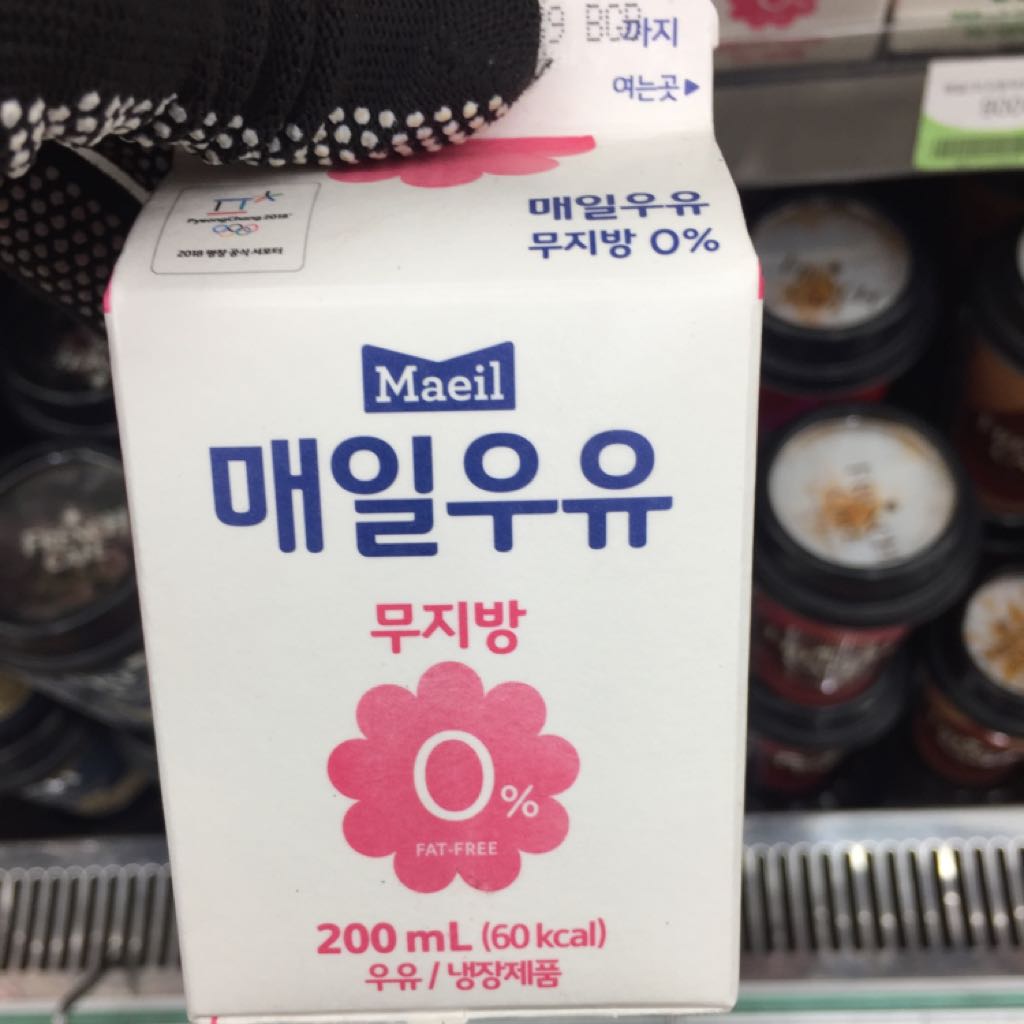 까지
여는곳▶
PyeongChang 2018
2018 평창 공식 서포터
매일우유
무지방 0%
Maeil
매일우유
무지방
0%
FAT-FREE
200 mL (60 kcal)
우유 / 냉장제품